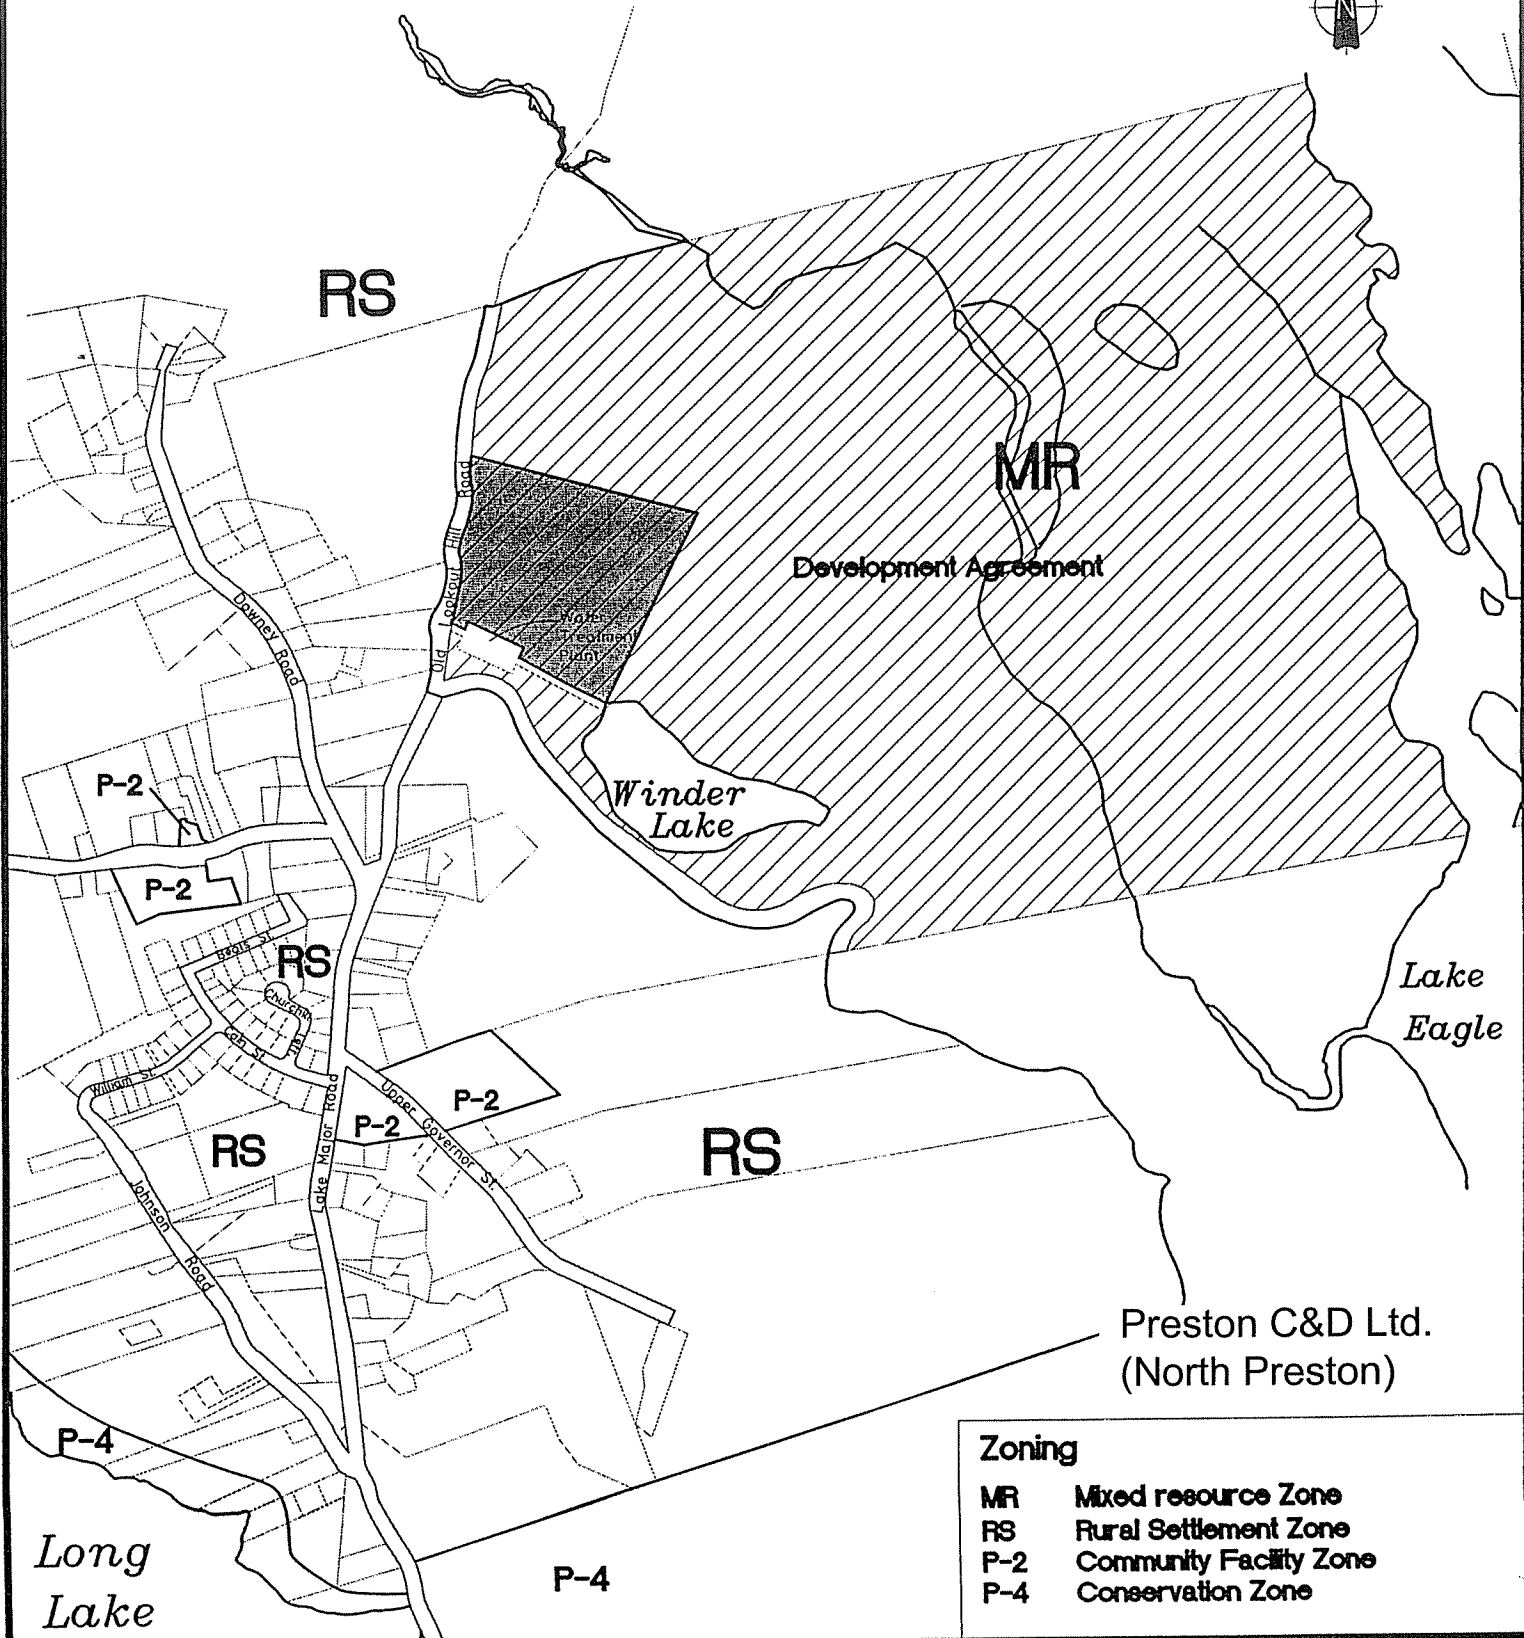 N
RS
MR
Road
Hill
Lookout
Old
Development Agreement
Water
Treatment
Plant
Downey
Road
P-2
Winder
Lake
P-2
RS
Beals St.
Churchill
Terr.
Cain St.
William St.
Lake
Eagle
Upper Governor St.
P-2
P-2
RS
RS
Lake Major Road
Johnson
Road
Preston C&D Ltd.
(North Preston)
P-4
Long
Lake
P-4
Zoning
MR Mixed resource Zone
RS Rural Settlement Zone
P-2 Community Facility Zone
P-4 Conservation Zone